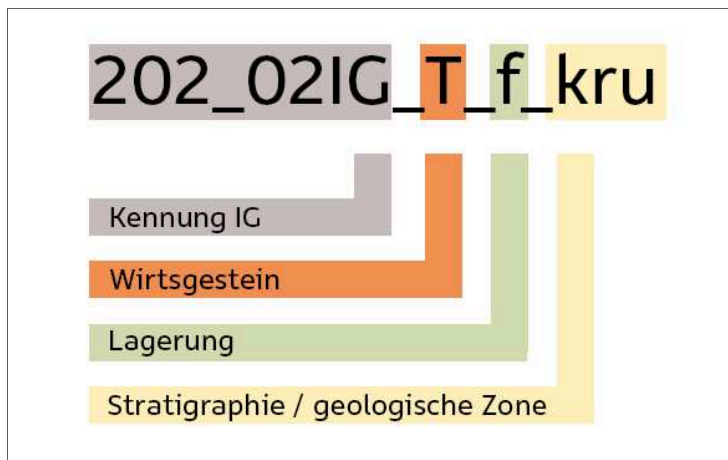 202_02IG_T_f_kru
Kennung IG
Wirtsgestein
Lagerung
Stratigraphie / geologische Zone